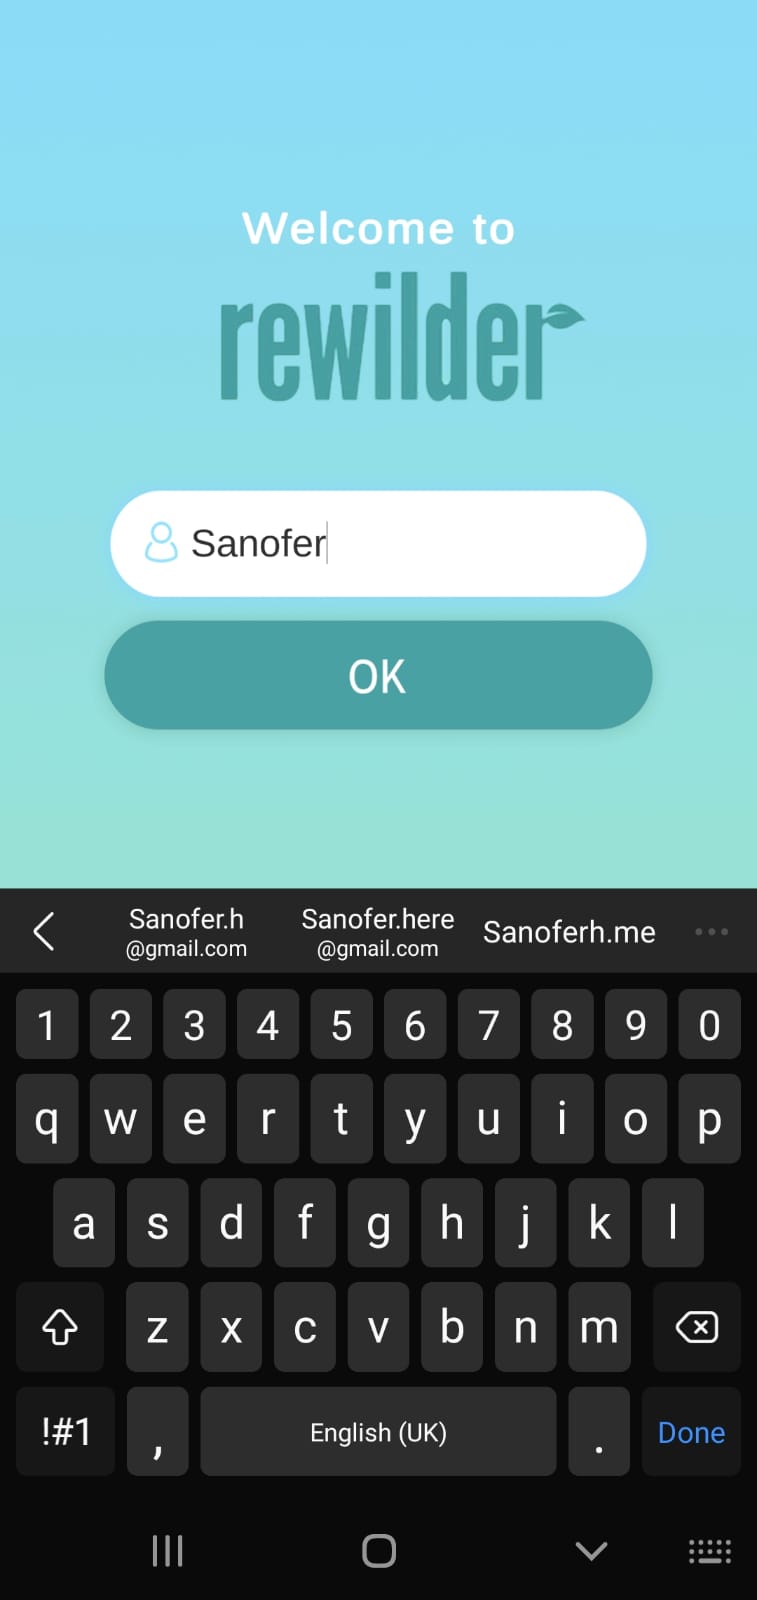 Welcome to
rewilder
Sanofer
OK
Sanofer.h
@gmail.com
Sanofer.here
@gmail.com
Sanoferh.me
1 2 3 4 5 6 7 8 9 0
q w e r t y u i o p
a s d f g h j k l
z x c v b n m
!#1 , English (UK) . Done